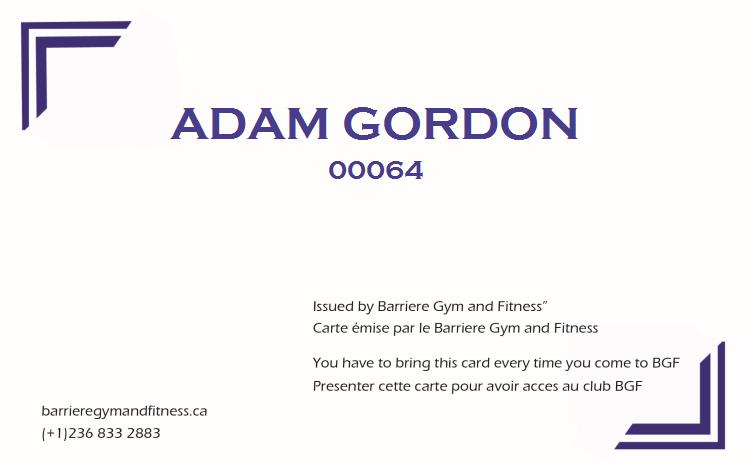 ADAM GORDON
00064
Issued by Barriere Gym and Fitness”
Carte émise par le Barriere Gym and Fitness
You have to bring this card every time you come to BGF
Presenter cette carte pour avoir acces au club BGF
barrieregymandfitness.ca
(+1)236 833 2883